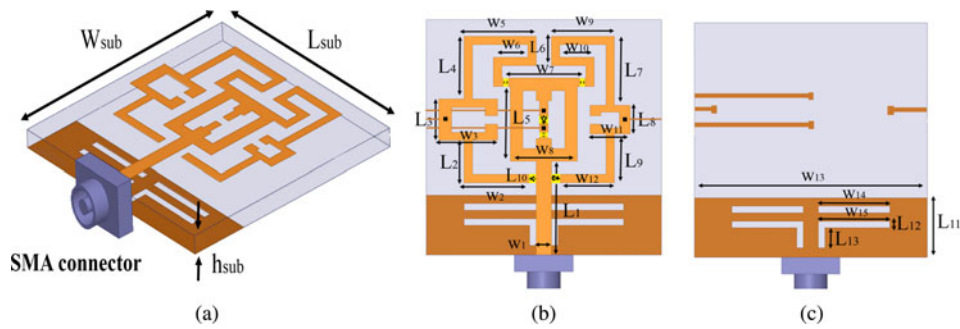 Wsub
Lsub
SMA connector
hsub
(a)
W5
W9
W6
L6
W10
L4
W7
L7
L3
L5
L8
W3
W11
W8
L2
L10
L9
W2
W12
L1
W1
(b)
W13
W14
W15
L12
L11
L13
(c)